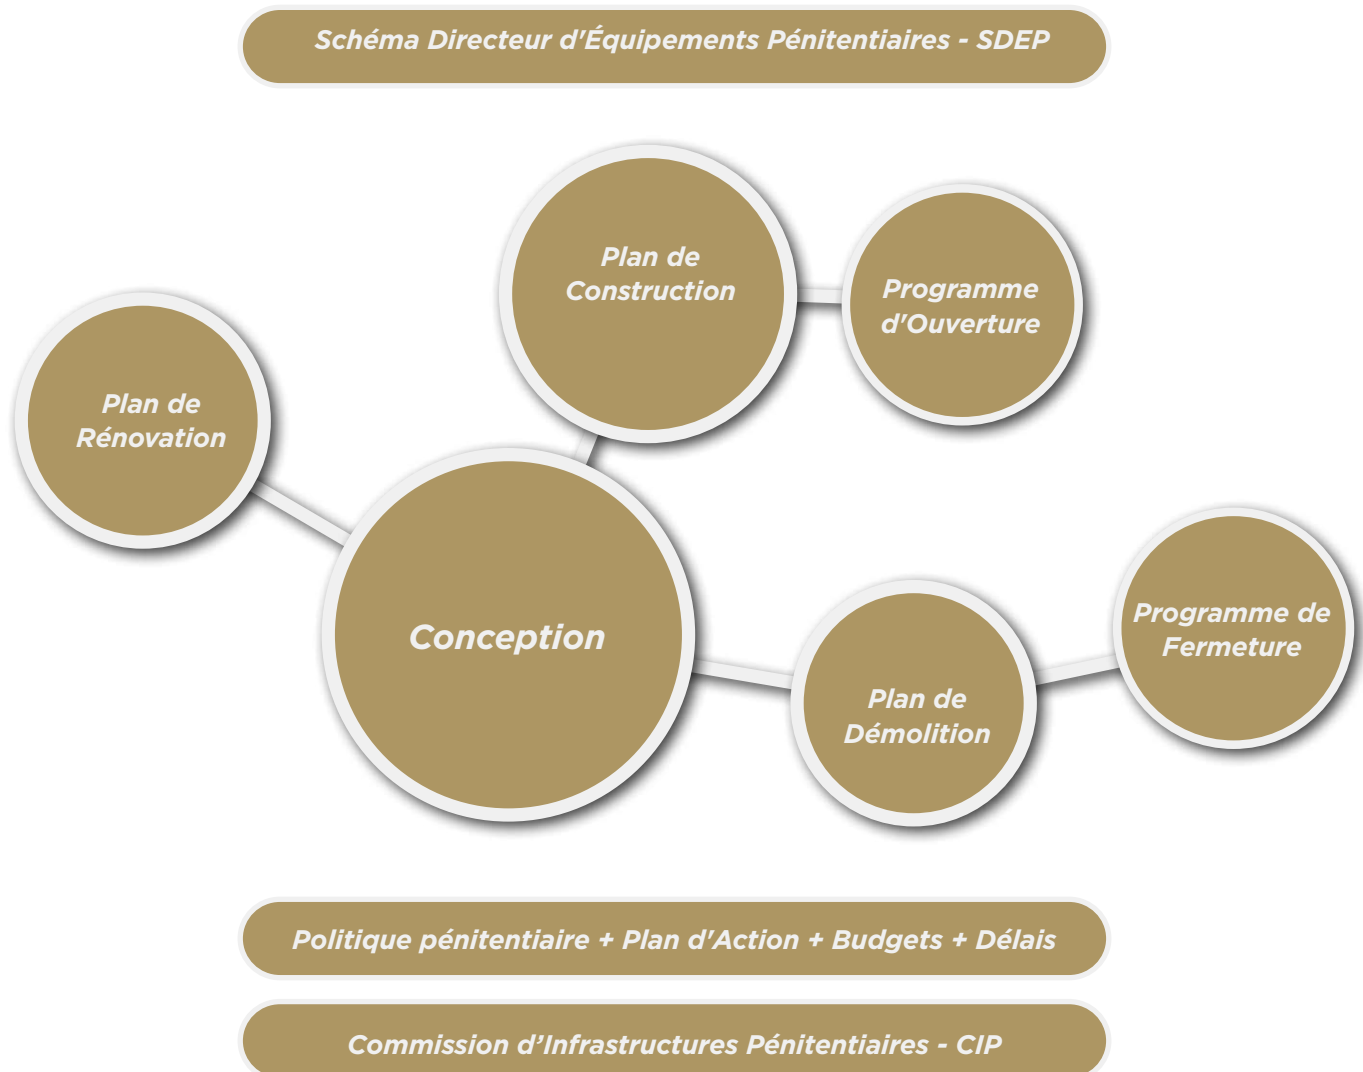 Schéma Directeur d'Équipements Pénitentiaires - SDEP
Plan de
Construction
Programme
d'Ouverture
Plan de
Rénovation
Conception
Programme de
Fermeture
Plan de
Démolition
Politique pénitentiaire + Plan d'Action + Budgets + Délais
Commission d’Infrastructures Pénitentiaires - CIP